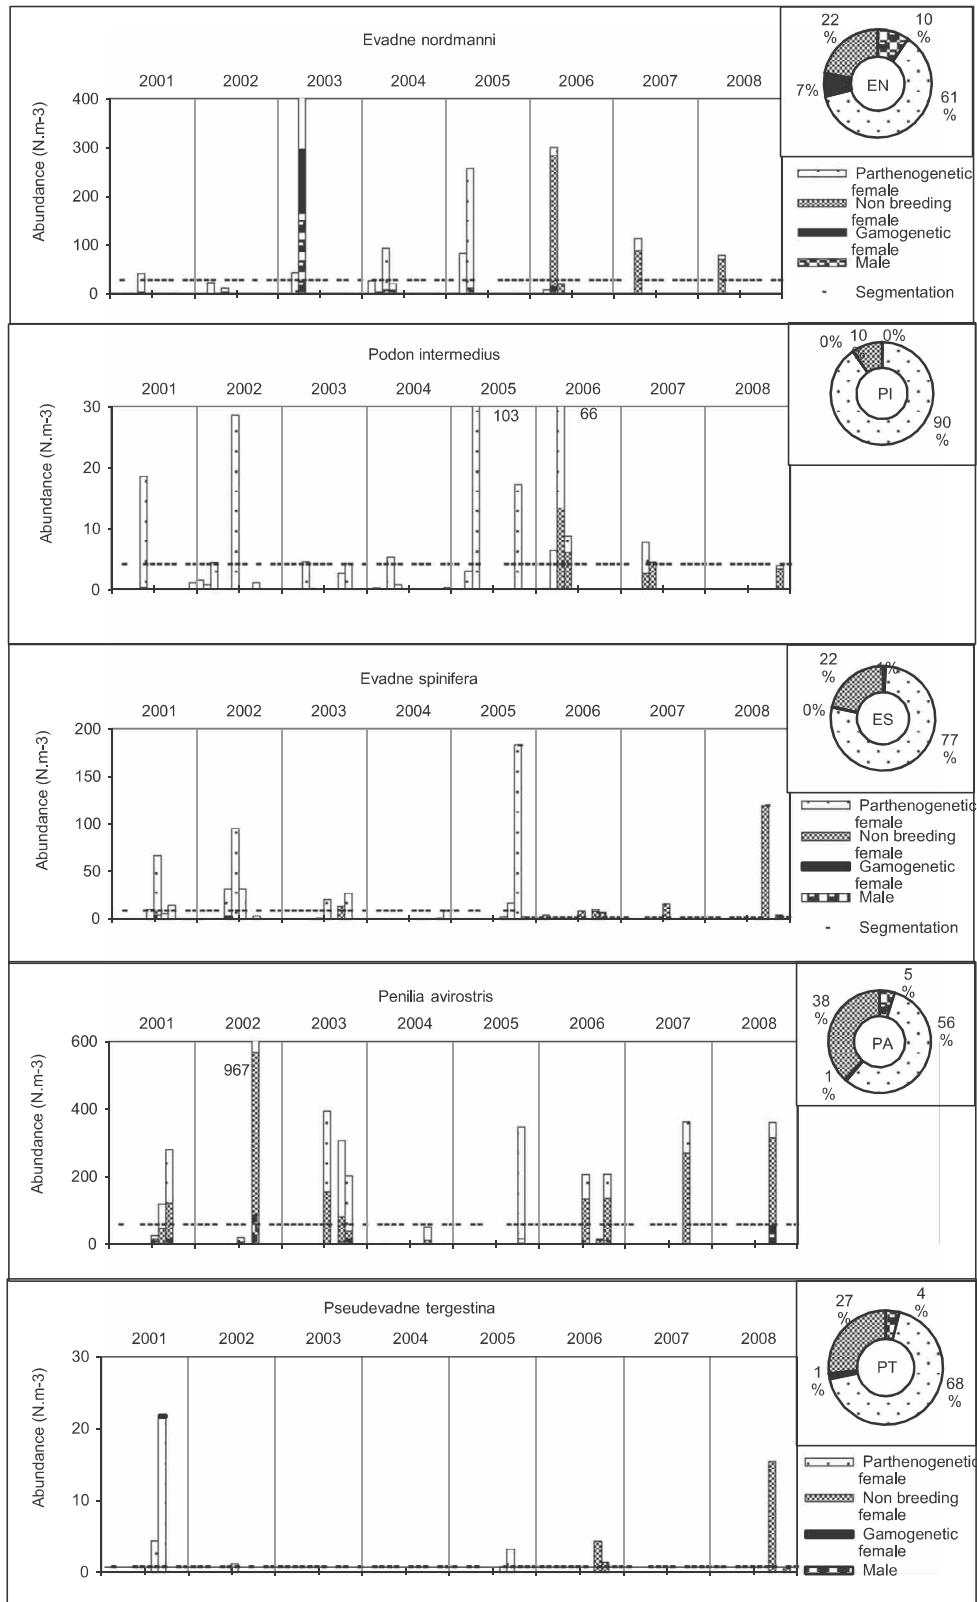 Evadne nordmanni
2001 2002 2003 2004 2005 2006 2007 2008
Abundance (N.m-3)
400
300
200
100
0
22
%
10
%
7%
EN
61
%
Parthenogenetic
female
Non breeding
female
Gamogenetic
female
Male
Segmentation
Podon intermedius
2001 2002 2003 2004 2005 2006 2007 2008
Abundance (N.m-3)
30
20
10
0
103
66
0% 10 0%
PI
90
%
Evadne spinifera
2001 2002 2003 2004 2005 2006 2007 2008
Abundance (N.m-3)
200
150
100
50
0
22
%
1%
0%
ES
77
%
Parthenogenetic
female
Non breeding
female
Gamogenetic
female
Male
Segmentation
Penilia avirostris
2001 2002 2003 2004 2005 2006 2007 2008
Abundance (N.m-3)
600
400
200
0
967
5
%
38
%
56
%
PA
1
%
Pseudevadne tergestina
2001 2002 2003 2004 2005 2006 2007 2008
Abundance (N.m-3)
30
20
10
0
27
%
4
%
PT
1
%
68
%
Parthenogenetic
female
Non breeding
female
Gamogenetic
female
Male